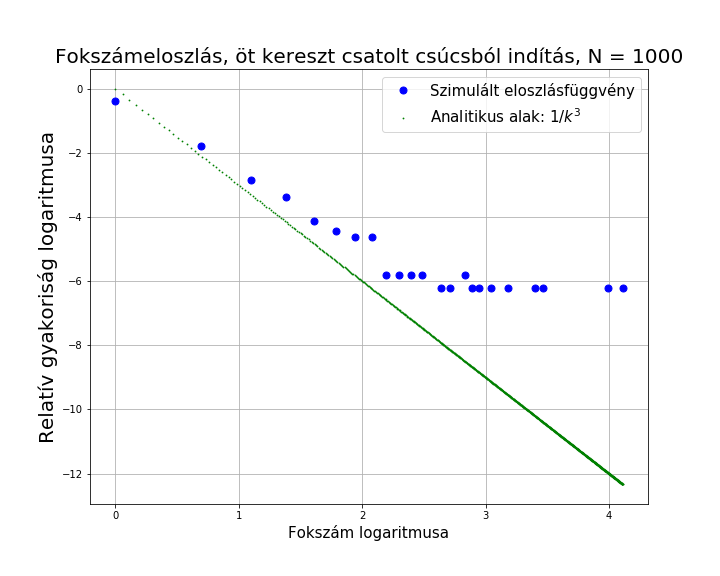 Fokszámeloszlás, öt kereszt csatolt csúcsból indítás, N = 1000
Szimulált eloszlásfüggvény
Analitikus alak: 1/k³
Relatív gyakoriság logaritmusa
0
−2
−4
−6
−8
−10
−12
0 1 2 3 4
Fokszám logaritmusa